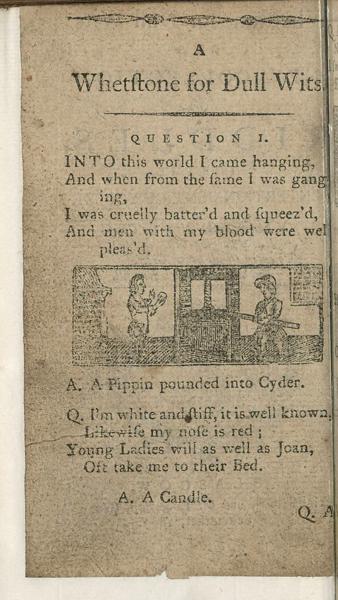 A
Whetſtone for Dull Wits
QUESTION I.
INTO this world I came hanging,
And when from the ſame I was gang
ing,
I was cruelly batter'd and ſqueez'd,
And men with my blood were wel
pleas'd.
A. A Pippin pounded into Cyder.
Q. I'm white and ſtiff, it is well known,
Likewiſe my noſe is red;
Young Ladies will as well as Joan,
Oft take me to their Bed.
A. A Candle.
Q. A